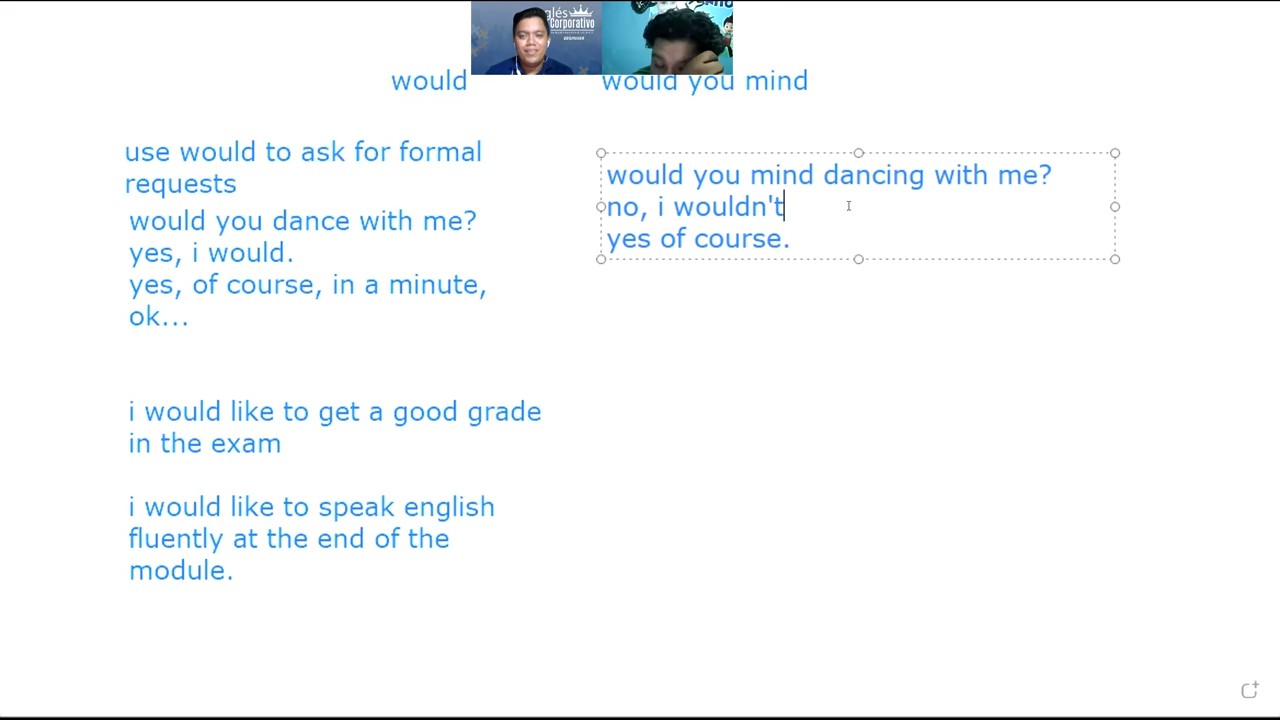 glés
Corporativo
would
would you mind
use would to ask for formal
requests
would you dance with me?
yes, i would.
yes, of course, in a minute,
ok...
i would like to get a good grade
in the exam
i would like to speak english
fluently at the end of the
module.
would you mind dancing with me?
no, i wouldn't
yes of course.